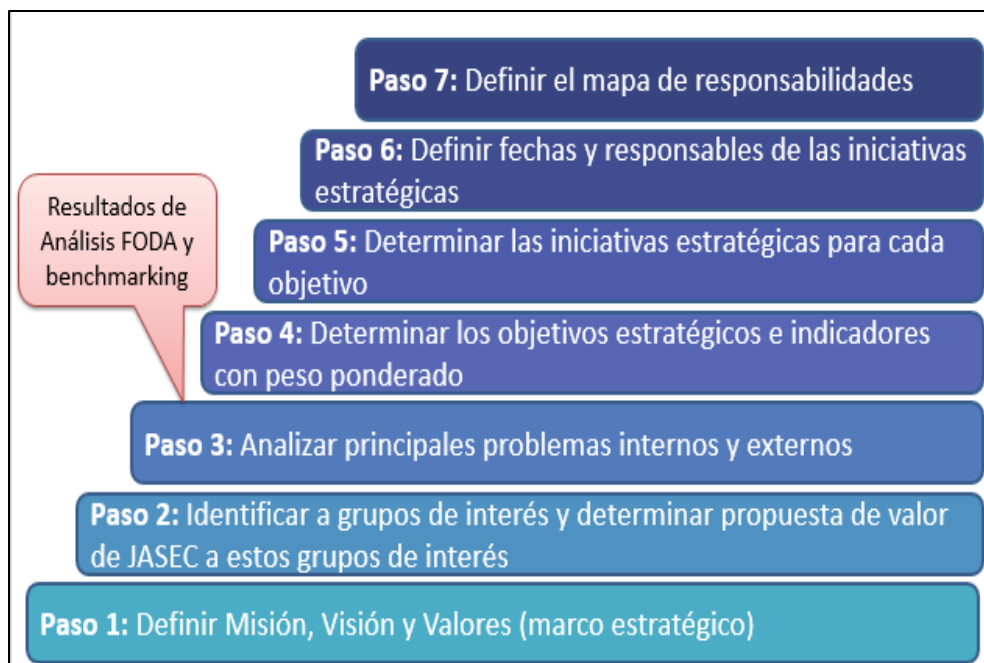 Paso 7: Definir el mapa de responsabilidades
Paso 6: Definir fechas y responsables de las iniciativas
estratégicas
Resultados de
Análisis FODA y
benchmarking
Paso 5: Determinar las iniciativas estratégicas para cada
objetivo
Paso 4: Determinar los objetivos estratégicos e indicadores
con peso ponderado
Paso 3: Analizar principales problemas internos y externos
Paso 2: Identificar a grupos de interés y determinar propuesta de valor
de JASEC a estos grupos de interés
Paso 1: Definir Misión, Visión y Valores (marco estratégico)